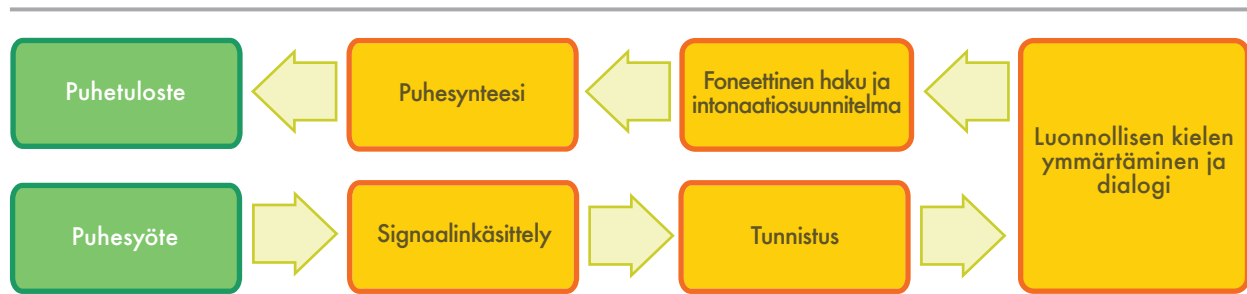 Puhetuloste
Puhesynteesi
Foneettinen haku ja
intonaatiosuunnitelma
Luonnollisen kielen
ymmärtäminen ja
dialogi
Puhesyöte
Signaalinkäsittely
Tunnistus